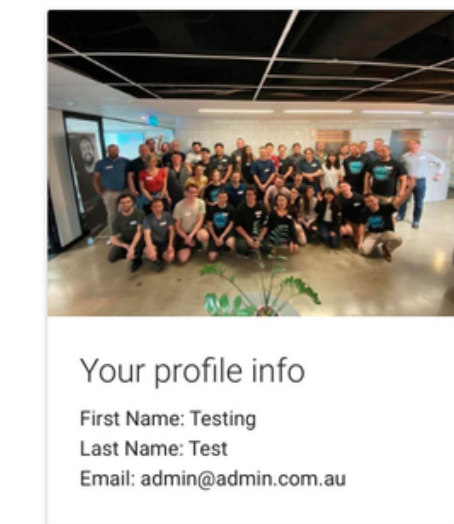 Your profile info
First Name: Testing
Last Name: Test
Email: admin@admin.com.au